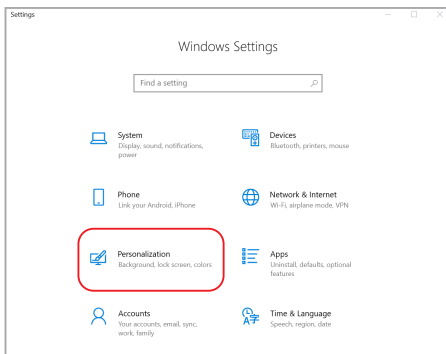 Settings
Windows Settings
Find a setting
System
Display, sound, notifications,
power
Devices
Bluetooth, printers, mouse
Phone
Link your Android, iPhone
Network & Internet
Wi-Fi, airplane mode, VPN
Personalization
Background, lock screen, colors
Apps
Uninstall, defaults, optional
features
Accounts
Your accounts, email, sync,
work, family
Time & Language
Speech, region, date